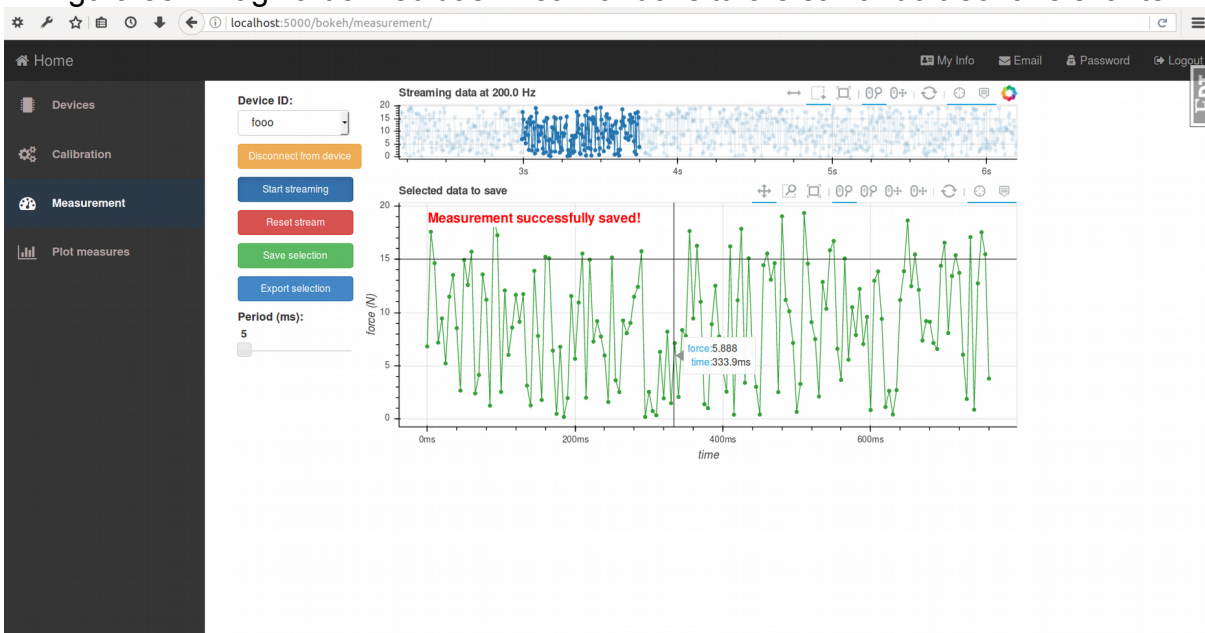 localhost:5000/bokeh/measurement/
Home
My Info
Email
Password
Logout
Devices
Calibration
Measurement
Plot measures
Device ID:
fooo
Disconnect from device
Start streaming
Reset stream
Save selection
Export selection
Period (ms):
5
Streaming data at 200.0 Hz
20
15
10
5
0
3s
4s
5s
6s
Selected data to save
Measurement successfully saved!
20
15
10
5
0
force (N)
force:5.888
time:333.9ms
0ms
200ms
400ms
600ms
time